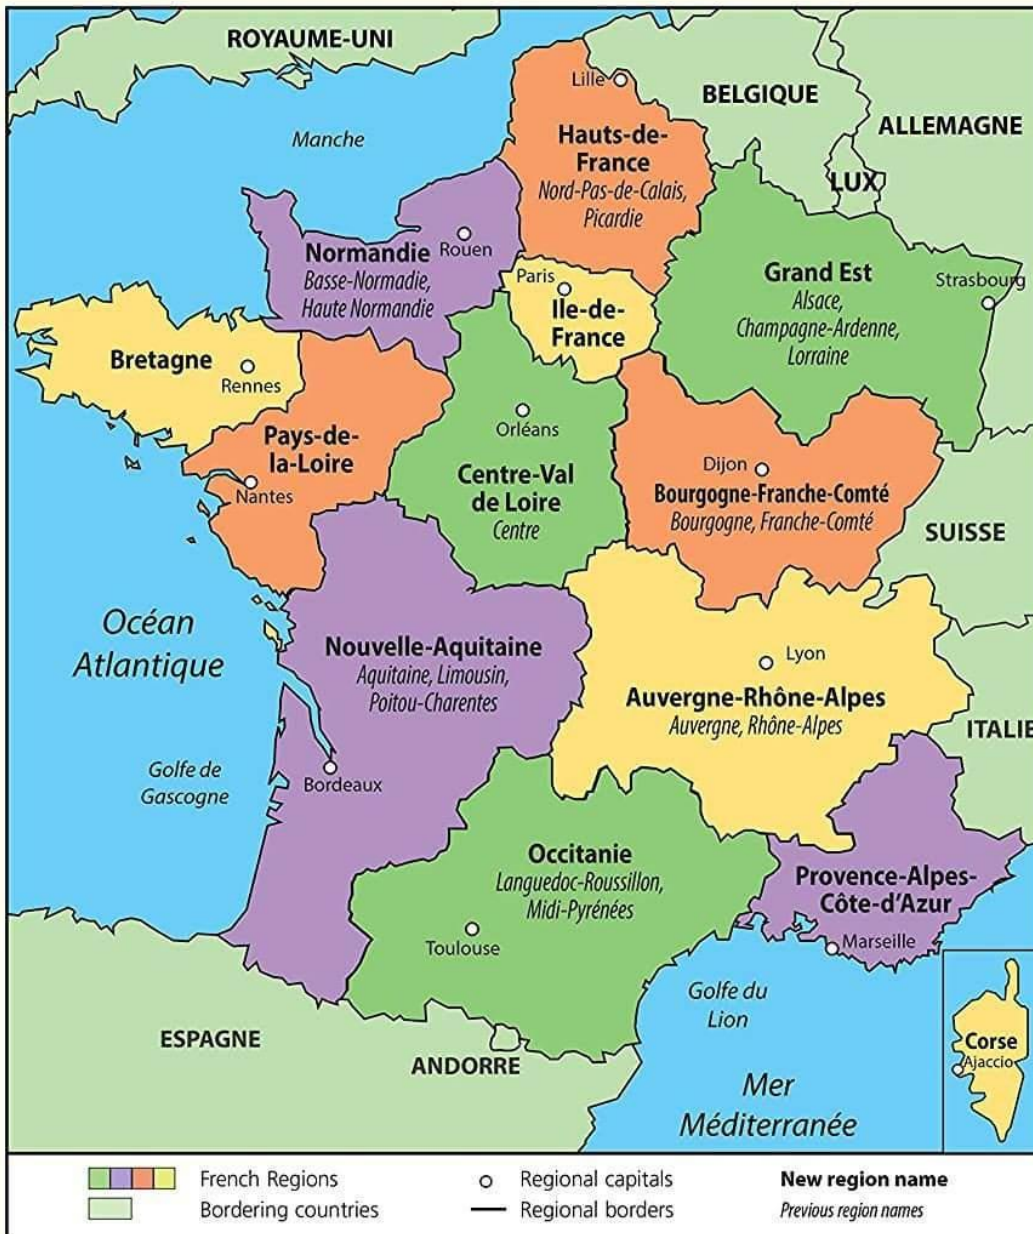 ROYAUME-UNI
Manche
Lille
BELGIQUE
ALLEMAGNE
LUX
Hauts-de-
France
Nord-Pas-de-Calais,
Picardie
Normandie
Basse-Normadie,
Haute Normandie
Rouen
Paris
Ile-de-
France
Grand Est
Alsace,
Champagne-Ardenne,
Lorraine
Strasbourg
Bretagne
Rennes
Pays-de-
la-Loire
Nantes
Orléans
Centre-Val
de Loire
Centre
Dijon
Bourgogne-Franche-Comté
Bourgogne, Franche-Comté
SUISSE
Océan
Atlantique
Nouvelle-Aquitaine
Aquitaine, Limousin,
Poitou-Charentes
Lyon
Auvergne-Rhône-Alpes
Auvergne, Rhône-Alpes
ITALIE
Golfe de
Gascogne
Bordeaux
Occitanie
Languedoc-Roussillon,
Midi-Pyrénées
Toulouse
Provence-Alpes-
Côte-d'Azur
Marseille
Golfe du
Lion
ESPAGNE
ANDORRE
Mer
Méditerranée
Corse
Ajaccio
French Regions
Regional capitals
New region name
Bordering countries
Regional borders
Previous region names